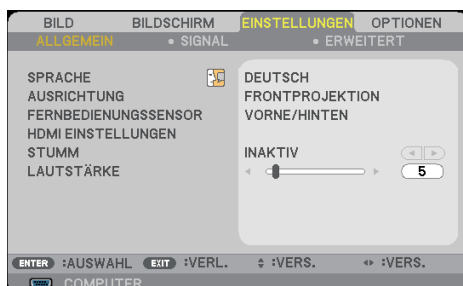 BILD BILDSCHIRM EINSTELLUNGEN OPTIONEN
ALLGEMEIN • SIGNAL • ERWEITERT
SPRACHE DEUTSCH
AUSRICHTUNG FRONTPROJEKTION
FERNBEDIENUNGSSENSOR VORNE/HINTEN
HDMI EINSTELLUNGEN
STUMM INAKTIV
LAUTSTÄRKE 5
ENTER :AUSWAHL EXIT :VERL. :VERS. :VERS.
COMPUTER